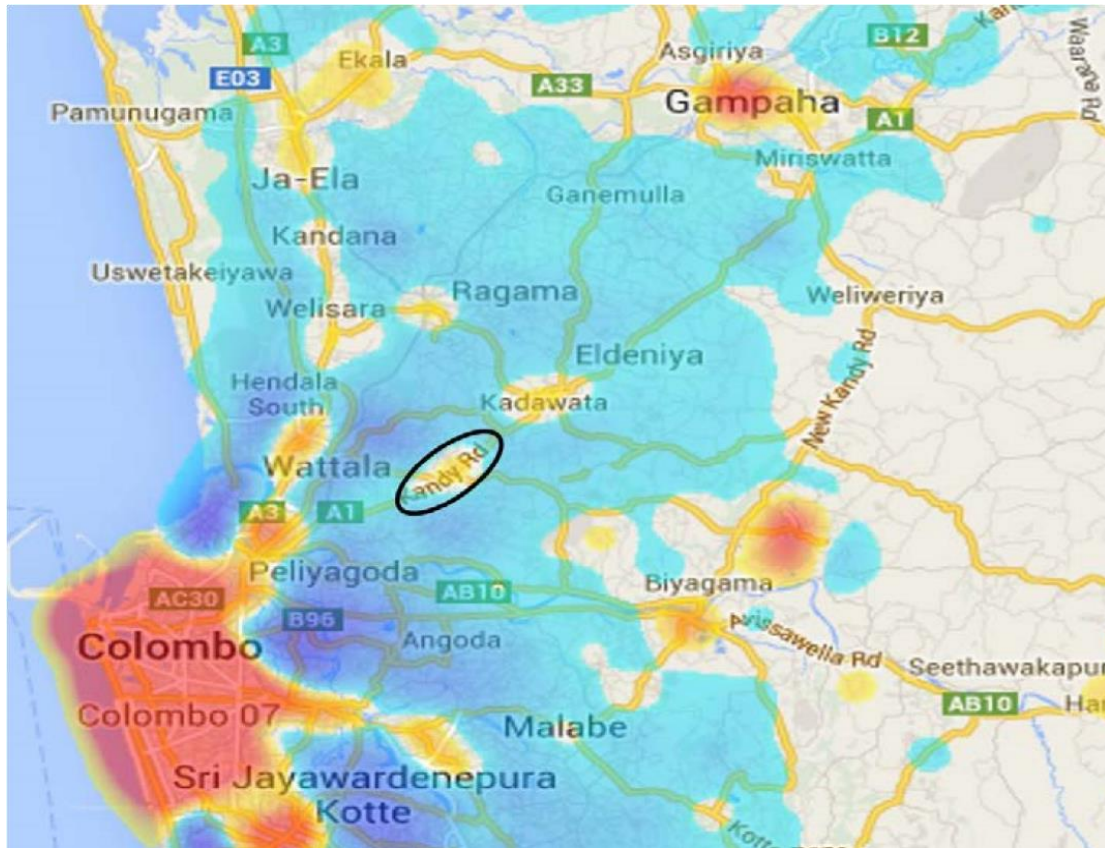 A3
Ekala
Asgiriya
B12
E03
A33
Gampaha
Pamunugama
A1
Miriswatta
Ja-Ela
Ganemulla
Kandana
Uswetakeiyawa
Ragama
Welisara
Weliweriya
Eldeniya
Hendala
South
Kadawata
New Kandy Rd
Wattala
Kandy Rd
A3
A1
Peliyagoda
Biyagama
AC30
AB10
B96
Angoda
Avissawella Rd
Colombo
Seethawakapur
AB10
Colombo 07
Malabe
Sri Jayawardenepura
Kotte